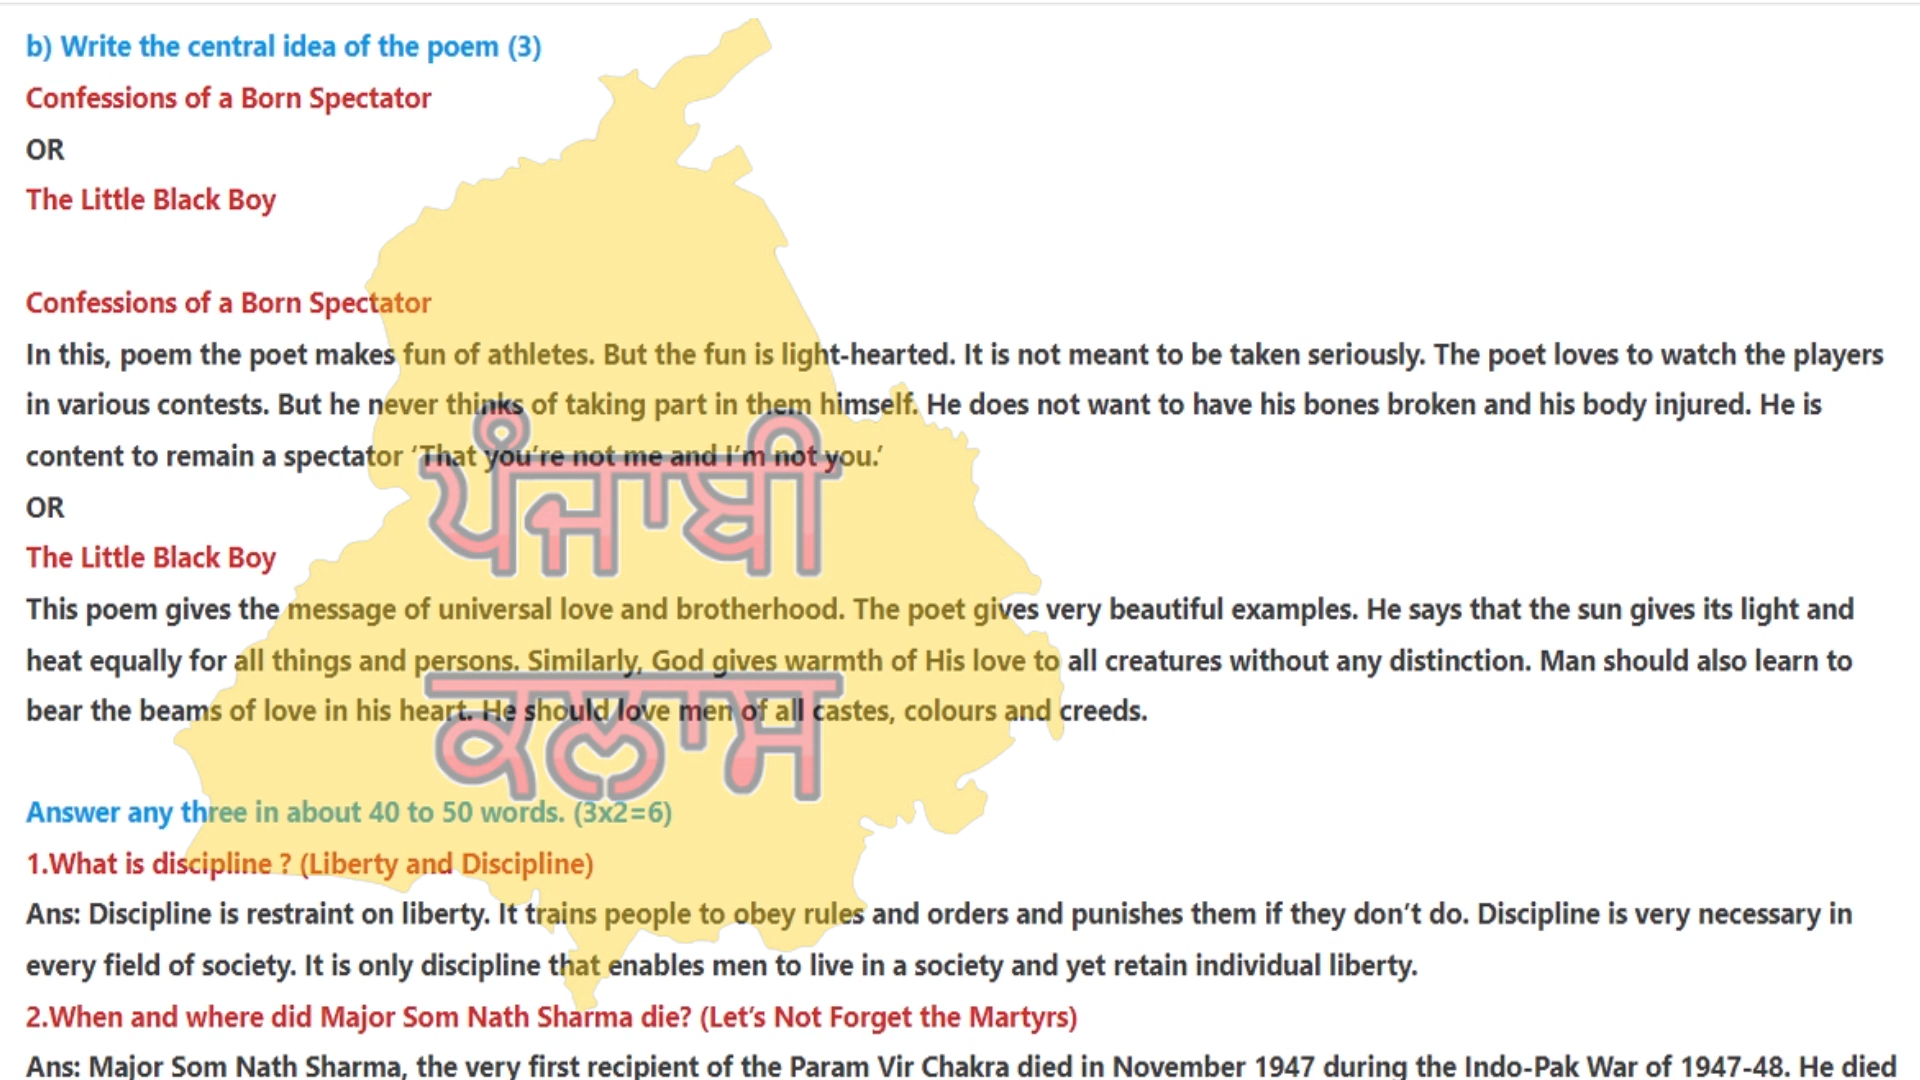 b) Write the central idea of the poem (3)
Confessions of a Born Spectator
OR
The Little Black Boy
Confessions of a Born Spectator
In this, poem the poet makes fun of athletes. But the fun is light-hearted. It is not meant to be taken seriously. The poet loves to watch the players
in various contests. But he never thinks of taking part in them himself. He does not want to have his bones broken and his body injured. He is
content to remain a spectator ‘That you’re not me and I’m not you.’
ਪੰਜਾਬੀ
OR
The Little Black Boy
This poem gives the message of universal love and brotherhood. The poet gives very beautiful examples. He says that the sun gives its light and
heat equally for all things and persons. Similarly, God gives warmth of His love to all creatures without any distinction. Man should also learn to
bear the beams of love in his heart. He should love men of all castes, colours and creeds.
ਕਲਾਸ
Answer any three in about 40 to 50 words. (3x2=6)
1.What is discipline ? (Liberty and Discipline)
Ans: Discipline is restraint on liberty. It trains people to obey rules and orders and punishes them if they don’t do. Discipline is very necessary in
every field of society. It is only discipline that enables men to live in a society and yet retain individual liberty.
2.When and where did Major Som Nath Sharma die? (Let’s Not Forget the Martyrs)
Ans: Major Som Nath Sharma, the very first recipient of the Param Vir Chakra died in November 1947 during the Indo-Pak War of 1947-48. He died